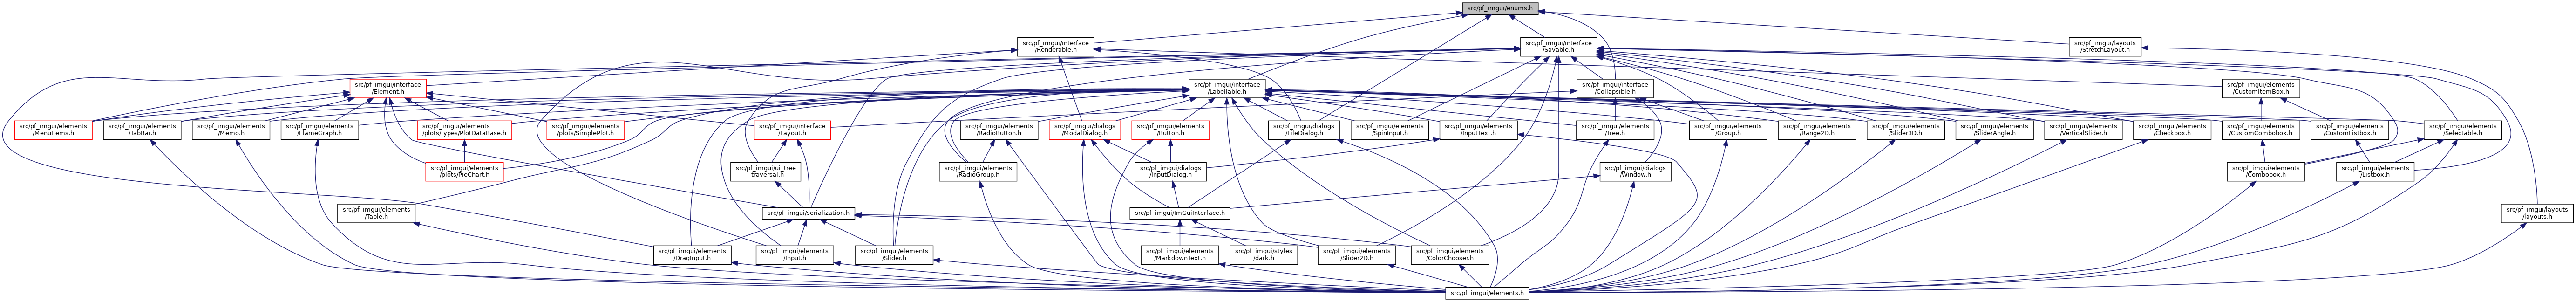 src/pf_imgui/enums.h
src/pf_imgui/interface
/Renderable.h
src/pf_imgui/interface
/Savable.h
src/pf_imgui/layouts
/StretchLayout.h
src/pf_imgui/interface
/Element.h
src/pf_imgui/interface
/Labellable.h
src/pf_imgui/interface
/Collapsible.h
src/pf_imgui/elements
/CustomItemBox.h
src/pf_imgui/elements
/MenuItems.h
src/pf_imgui/elements
/TabBar.h
src/pf_imgui/elements
/Memo.h
src/pf_imgui/elements
/FlameGraph.h
src/pf_imgui/elements
/plots/types/PlotDataBase.h
src/pf_imgui/elements
/plots/SimplePlot.h
src/pf_imgui/interface
/Layout.h
src/pf_imgui/elements
/RadioButton.h
src/pf_imgui/dialogs
/ModalDialog.h
src/pf_imgui/elements
/Button.h
src/pf_imgui/dialogs
/FileDialog.h
src/pf_imgui/elements
/SpinInput.h
src/pf_imgui/elements
/InputText.h
src/pf_imgui/elements
/Tree.h
src/pf_imgui/elements
/Group.h
src/pf_imgui/elements
/Range2D.h
src/pf_imgui/elements
/Slider3D.h
src/pf_imgui/elements
/SliderAngle.h
src/pf_imgui/elements
/VerticalSlider.h
src/pf_imgui/elements
/Checkbox.h
src/pf_imgui/elements
/CustomCombobox.h
src/pf_imgui/elements
/CustomListbox.h
src/pf_imgui/elements
/Selectable.h
src/pf_imgui/elements
/plots/PieChart.h
src/pf_imgui/ui_tree
_traversal.h
src/pf_imgui/elements
/RadioGroup.h
src/pf_imgui/dialogs
/InputDialog.h
src/pf_imgui/dialogs
/Window.h
src/pf_imgui/elements
/Combobox.h
src/pf_imgui/elements
/Listbox.h
src/pf_imgui/elements
/Table.h
src/pf_imgui/serialization.h
src/pf_imgui/ImGuiInterface.h
src/pf_imgui/layouts
/layouts.h
src/pf_imgui/elements
/DragInput.h
src/pf_imgui/elements
/Input.h
src/pf_imgui/elements
/Slider.h
src/pf_imgui/elements
/MarkdownText.h
src/pf_imgui/styles
/dark.h
src/pf_imgui/elements
/Slider2D.h
src/pf_imgui/elements
/ColorChooser.h
src/pf_imgui/elements.h